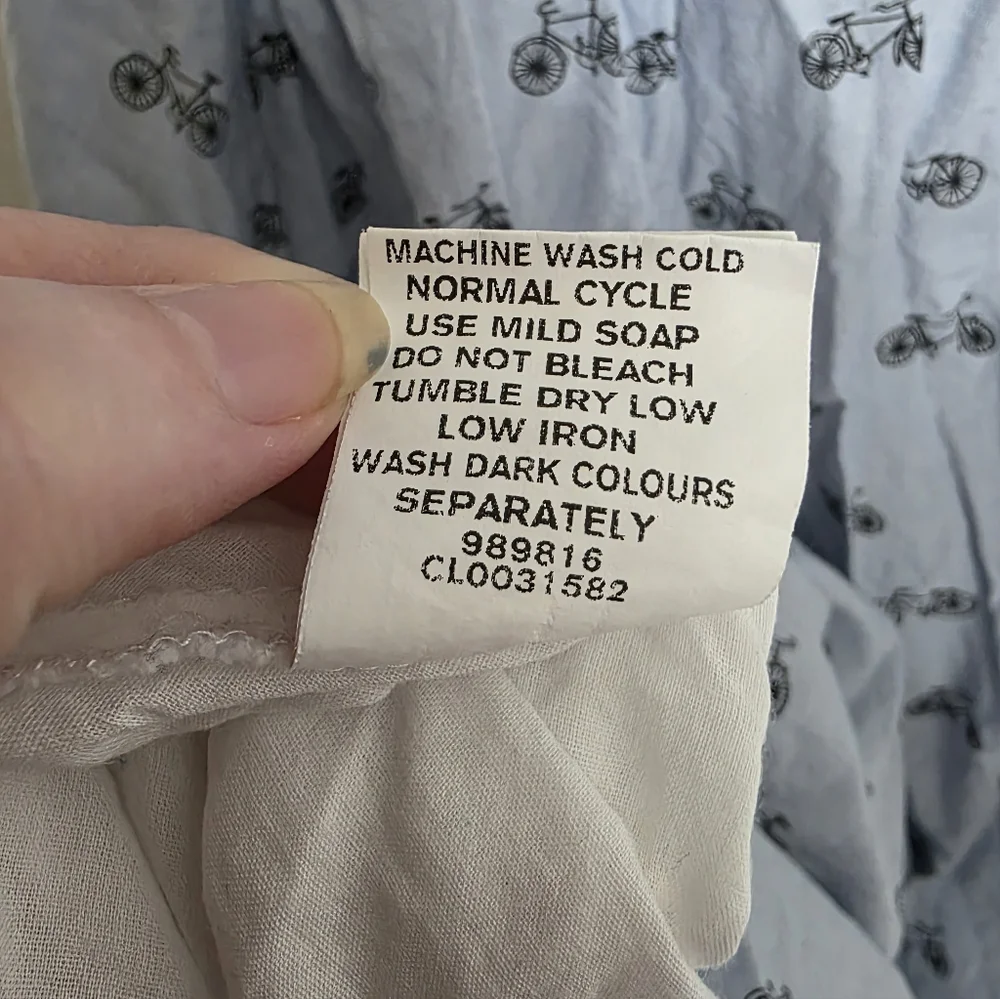 MACHINE WASH COLD
NORMAL CYCLE
USE MILD SOAP
DO NOT BLEACH
TUMBLE DRY LOW
LOW IRON
WASH DARK COLOURS
SEPARATELY
989816
CL0031582